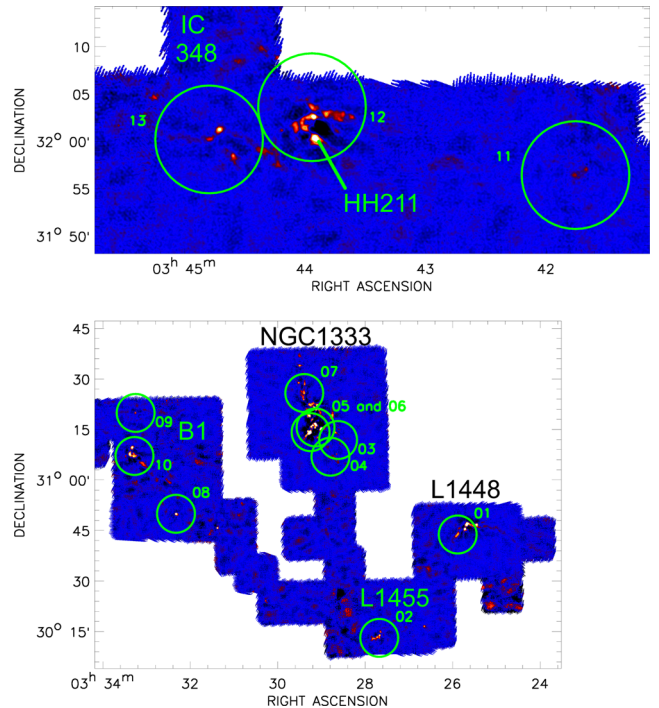 IC
348
10
05
13
12
32° 00'
11
DECLINATION
55
HH211
31° 50'
03ʰ 45ᵐ
44
43
42
RIGHT ASCENSION
NGC1333
45
30
07
05 and 06
15
09
B1
03
10
04
31° 00'
L1448
08
01
DECLINATION
30
L1455
02
30° 15'
03ʰ 34ᵐ
32
30
28
26
24
RIGHT ASCENSION